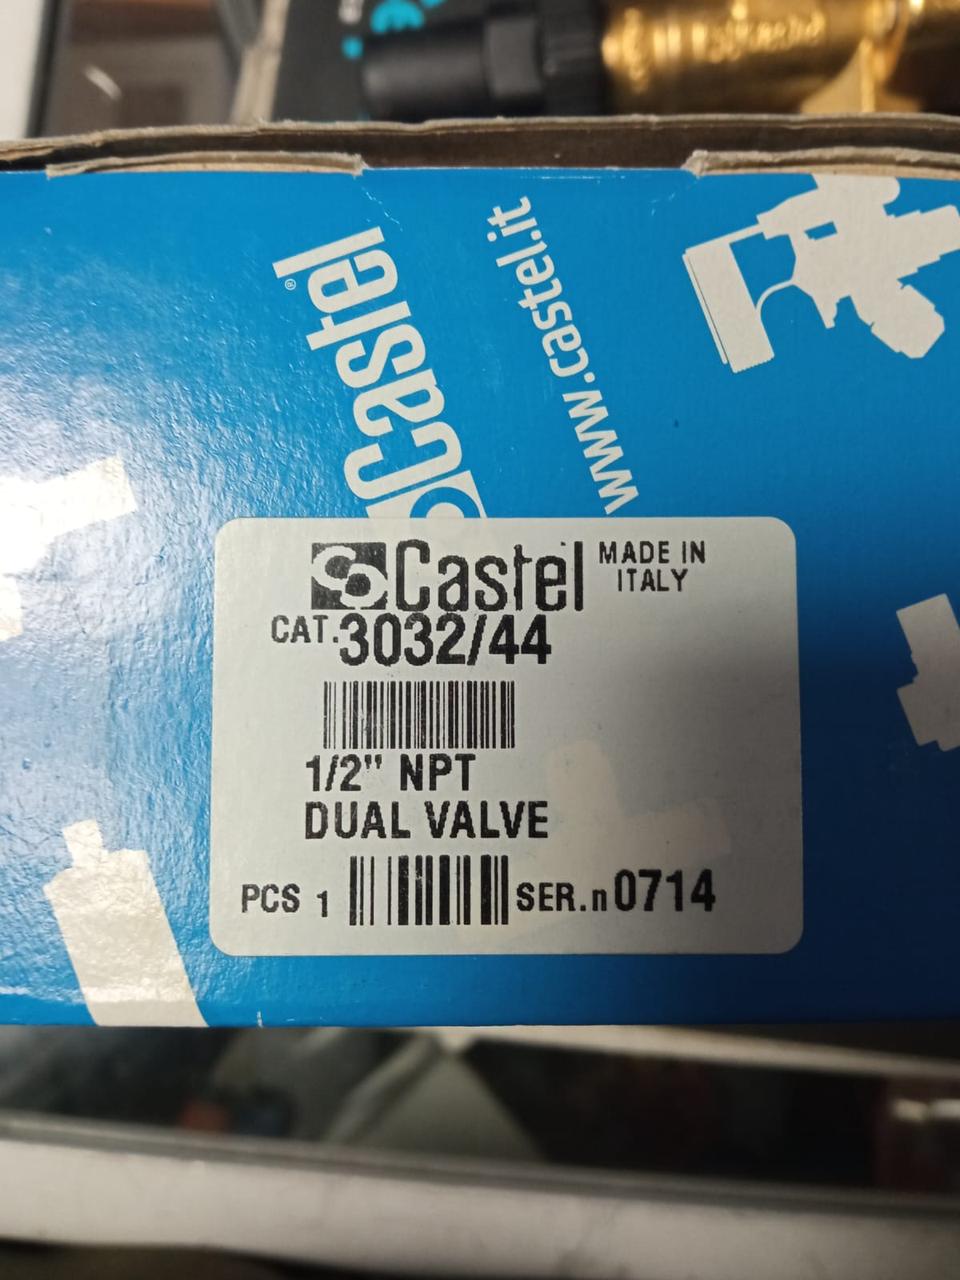 Castel®
www.castel.it
Castel
MADE IN
ITALY
CAT.3032/44
1/2" NPT
DUAL VALVE
PCS 1
SER.n 0714